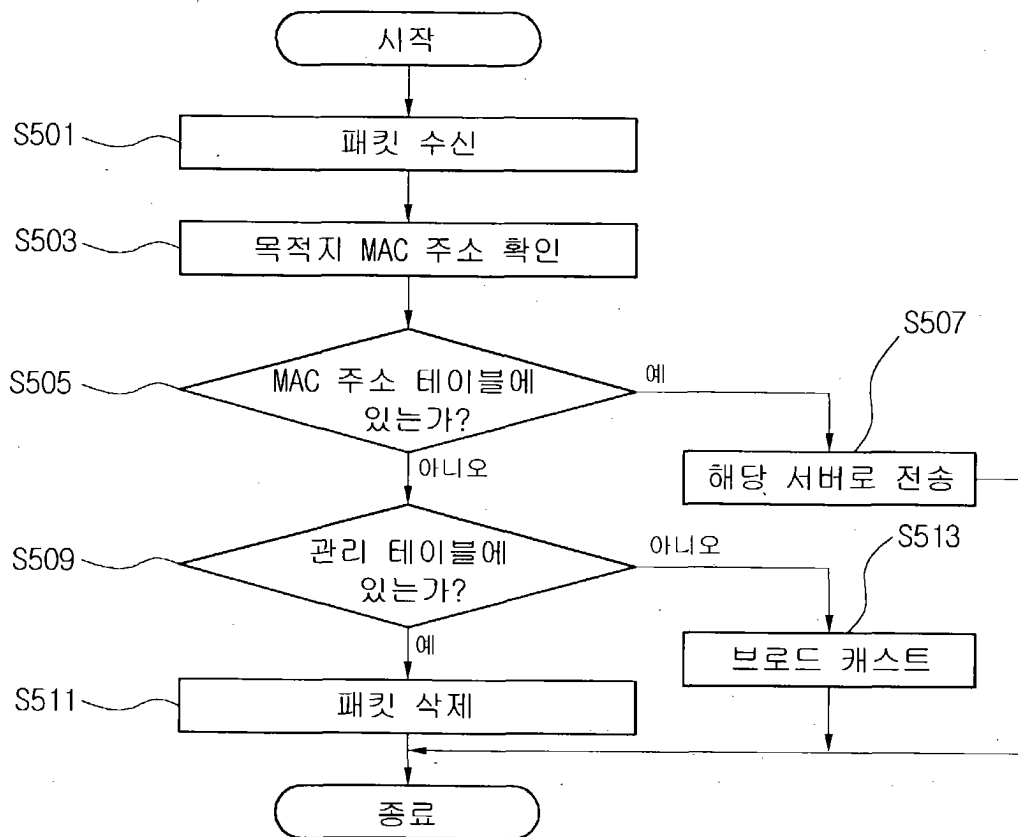 시작
S501
패킷 수신
S503
목적지 MAC 주소 확인
S507
S505
MAC 주소 테이블에
있는가?
예
아니오
해당 서버로 전송
S509
관리 테이블에
있는가?
아니오
S513
예
브로드 캐스트
S511
패킷 삭제
종료